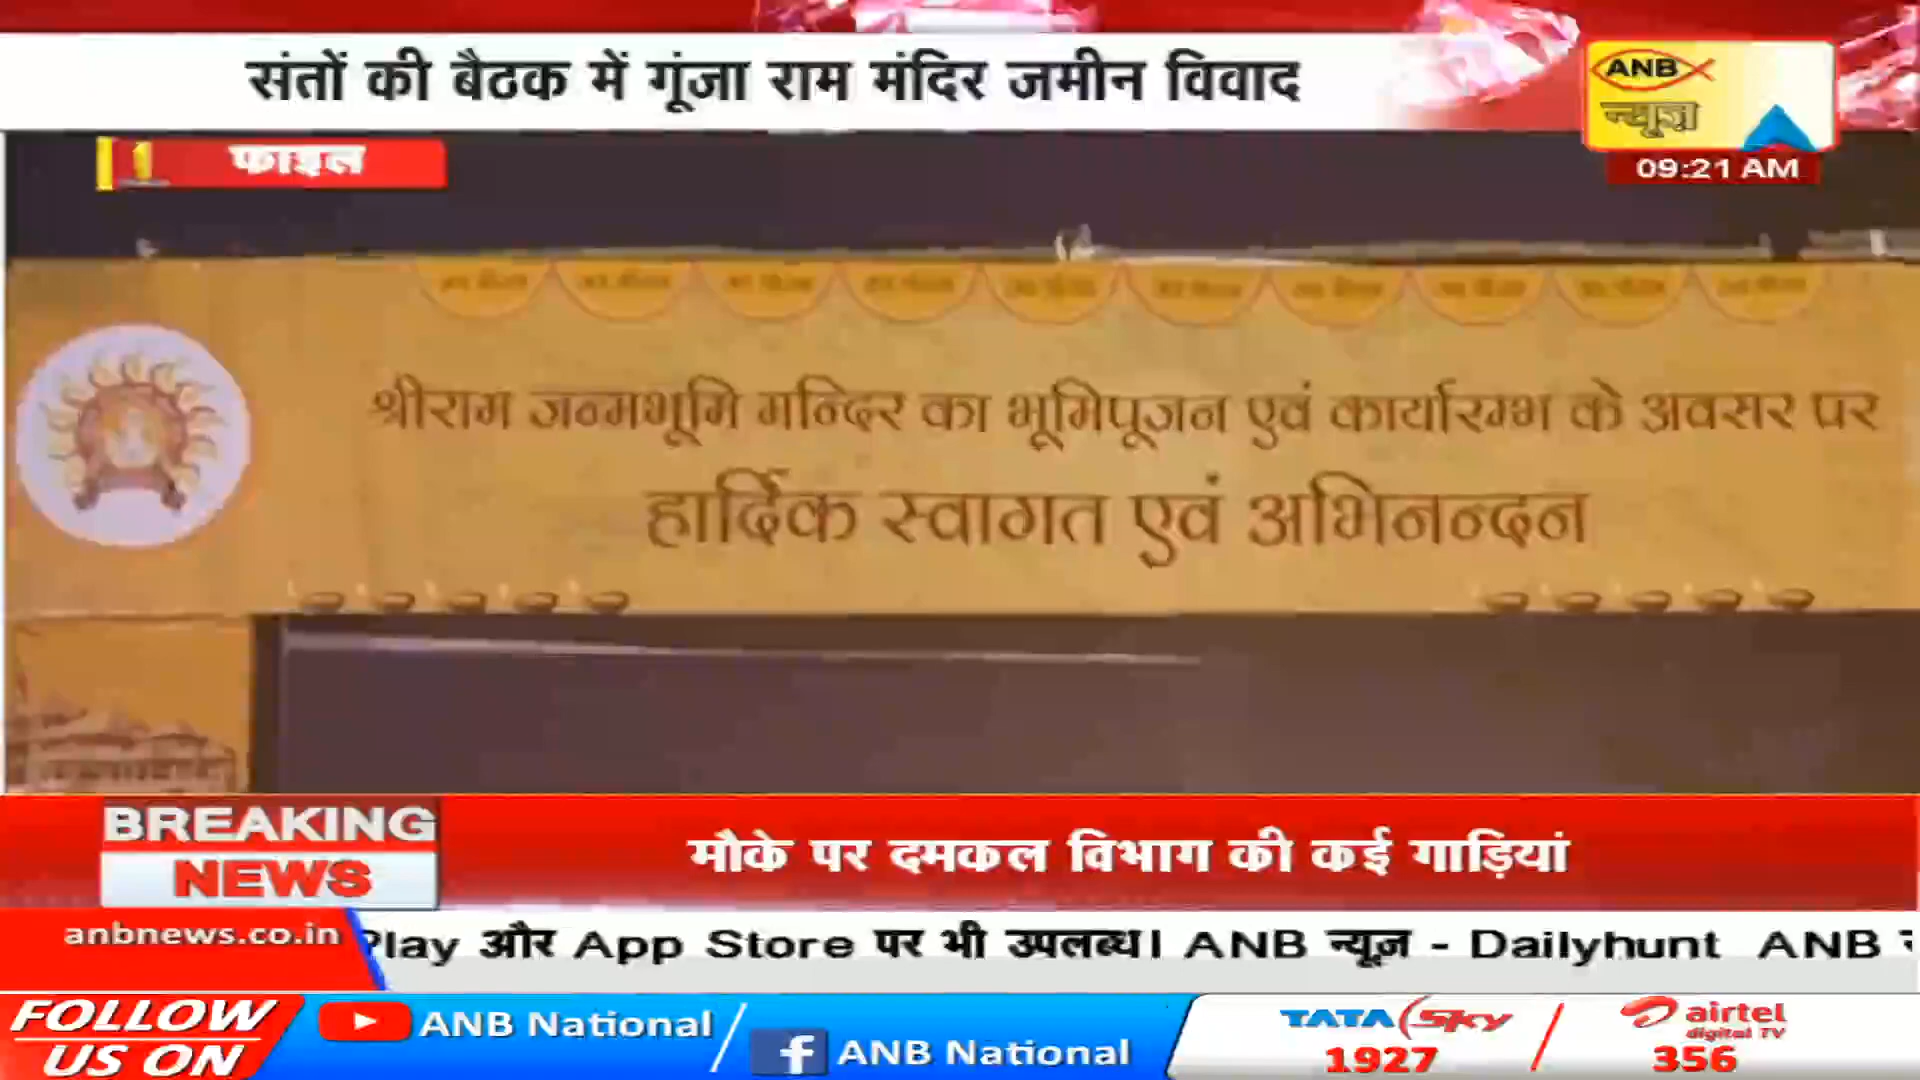 संतों की बैठक में गूंजा राम मंदिर जमीन विवाद
ANB
न्यूज़
09:21 AM
1 फाइल
श्रीराम जन्मभूमि मन्दिर का भूमिपूजन एवं कार्यारम्भ के अवसर पर
हार्दिक स्वागत एवं अभिनन्दन
BREAKING
NEWS
मौके पर दमकल विभाग की कई गाड़ियां
anbnews.co.in
Play और App Store पर भी उपलब्ध। ANB न्यूज़ - Dailyhunt ANB
FOLLOW
US ON
ANB National
ANB National
TATA Sky
1927
airtel
digital TV
356